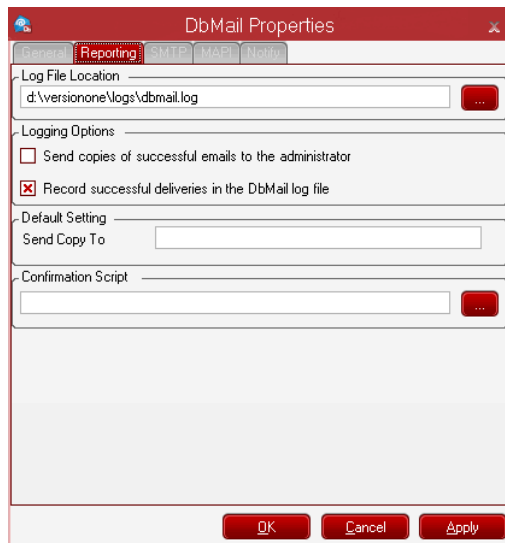 DbMail Properties
General Reporting SMTP MAPI Notify
Log File Location
d:\versionone\logs\dbmail.log
...
Logging Options
Send copies of successful emails to the administrator
Record successful deliveries in the DbMail log file
Default Setting
Send Copy To
Confirmation Script
...
OK Cancel Apply